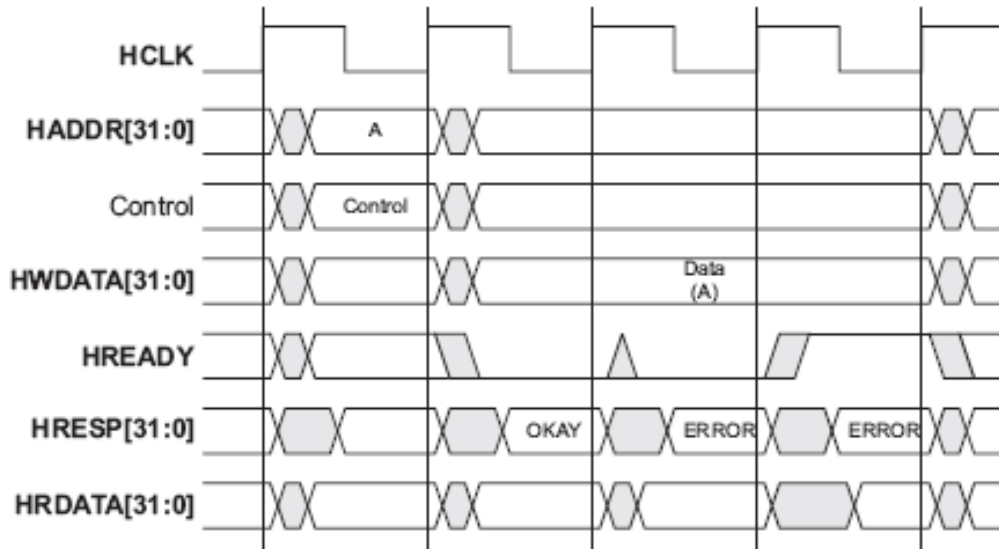 HCLK
HADDR[31:0] A
Control Control
HWDATA[31:0] Data
(A)
HREADY
HRESP[31:0] OKAY ERROR ERROR
HRDATA[31:0]